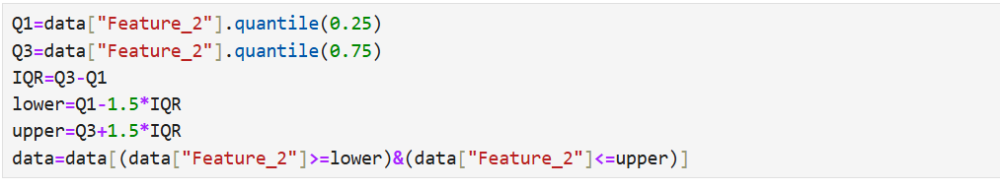 Q1=data["Feature_2"].quantile(0.25)
Q3=data["Feature_2"].quantile(0.75)
IQR=Q3-Q1
lower=Q1-1.5*IQR
upper=Q3+1.5*IQR
data=data[(data["Feature_2"]>=lower)&(data["Feature_2"]<=upper)]